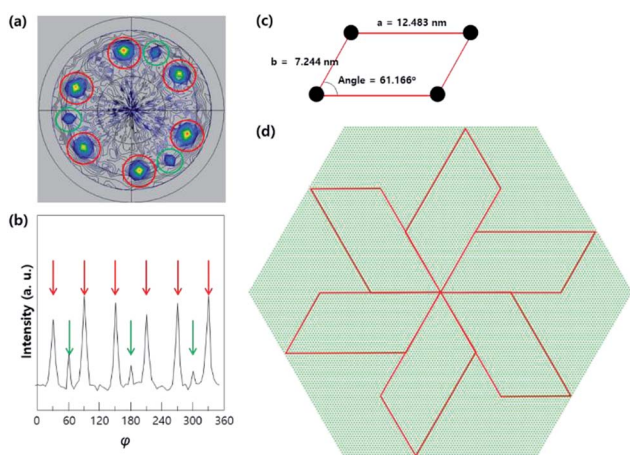 (a)
(b)
Intensity (a. u.)
0 60 120 180 240 300 360
φ
(c)
a = 12.483 nm
b = 7.244 nm
Angle = 61.166°
(d)